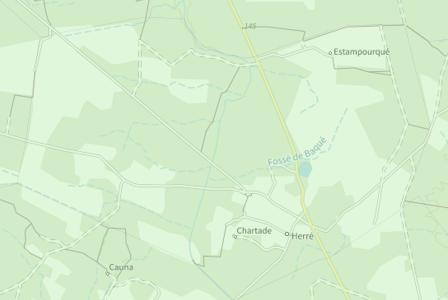 145
Estampourqué
Fossé de Baqué
Chartade
Herré
Cauna